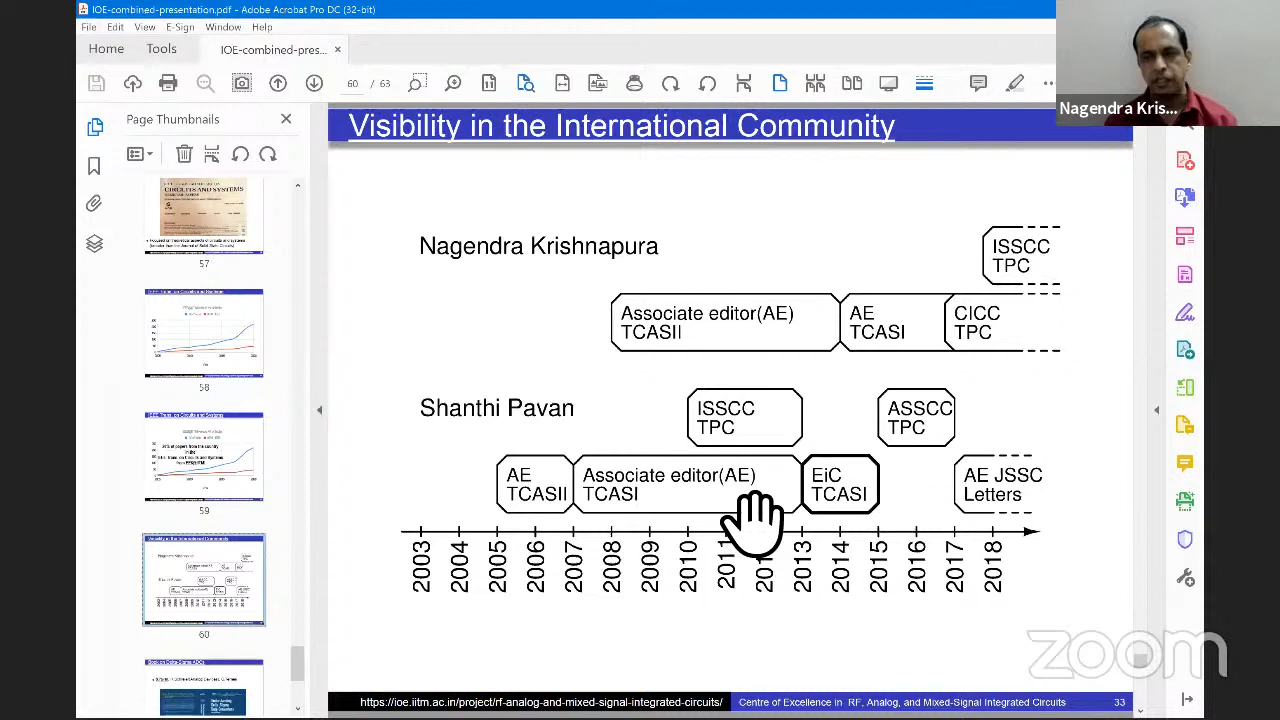 IOE-combined-presentation.pdf - Adobe Acrobat Pro DC (32-bit)
File Edit View E-Sign Window Help
Home Tools IOE-combined-pres... ×
60 / 63
Page Thumbnails
CIRCUITS AND SYSTEMS
57
58
59
60
Visibility in the International Community
Nagendra Krishnapura
ISSCC
TPC
Associate editor(AE)
TCASII
AE
TCASI
CICC
TPC
Shanthi Pavan
ISSCC
TPC
ASSCC
TPC
AE
TCASII
Associate editor(AE)
TCASI
EiC
TCASI
AE JSSC
Letters
2003 2004 2005 2006 2007 2008 2009 2010 2011 2012 2013 2014 2015 2016 2017 2018
https://ioe.iitm.ac.in/project/rf-analog-and-mixed-signal-integrated-circuits/ Centre of Excellence in RF, Analog, and Mixed-Signal Integrated Circuits 33
Nagendra Kris...
zoom